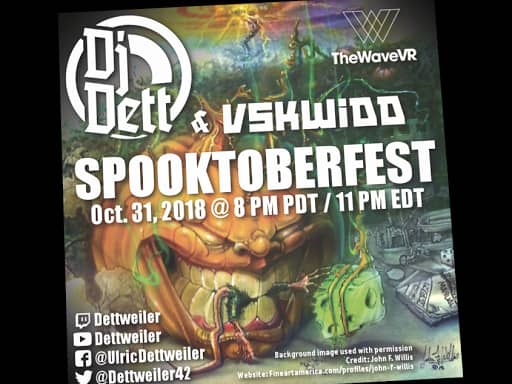 Dj
Dett
TheWaveVR
& VSKWiDD
SPOOKTOBERFEST
Oct. 31, 2018 @ 8 PM PDT / 11 PM EDT
Dettweiler
Dettweiler
@UlricDettweiler
@Dettweiler42
Background image used with permission
Credit: John F. Willis
Website: Fineartamerica.com/profiles/john-f-willis